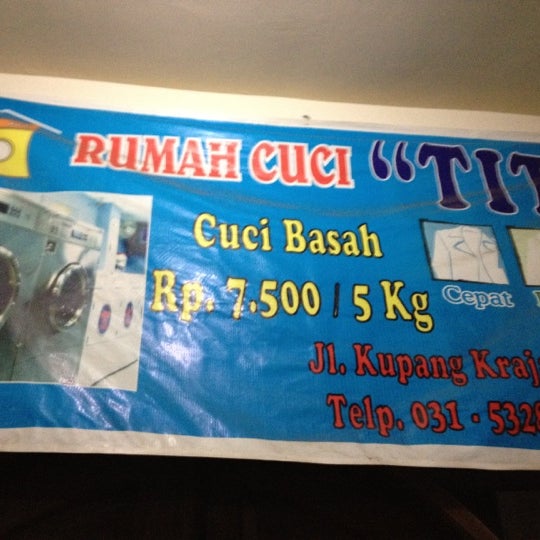 RUMAH CUCI "TIT
Cuci Basah
Rp. 7.500 / 5 Kg
Cepat
Jl. Kupang Kraj
Telp. 031 - 5328